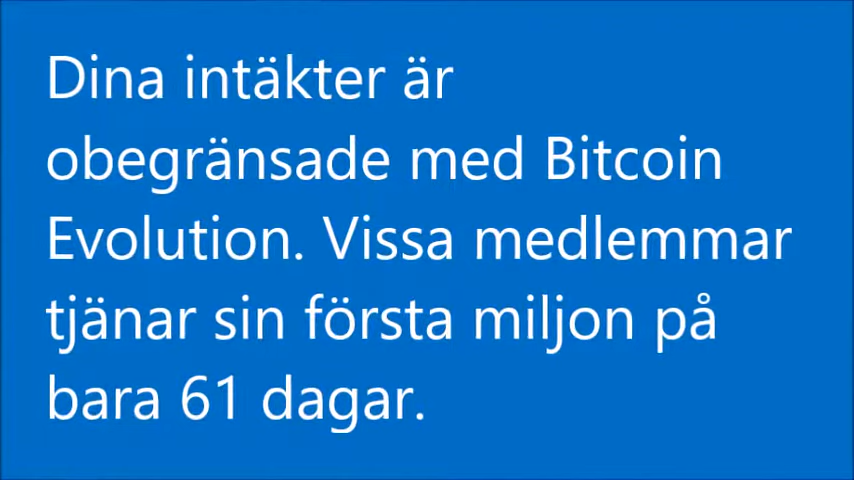 Dina intäkter är
obegränsade med Bitcoin
Evolution. Vissa medlemmar
tjänar sin första miljon på
bara 61 dagar.